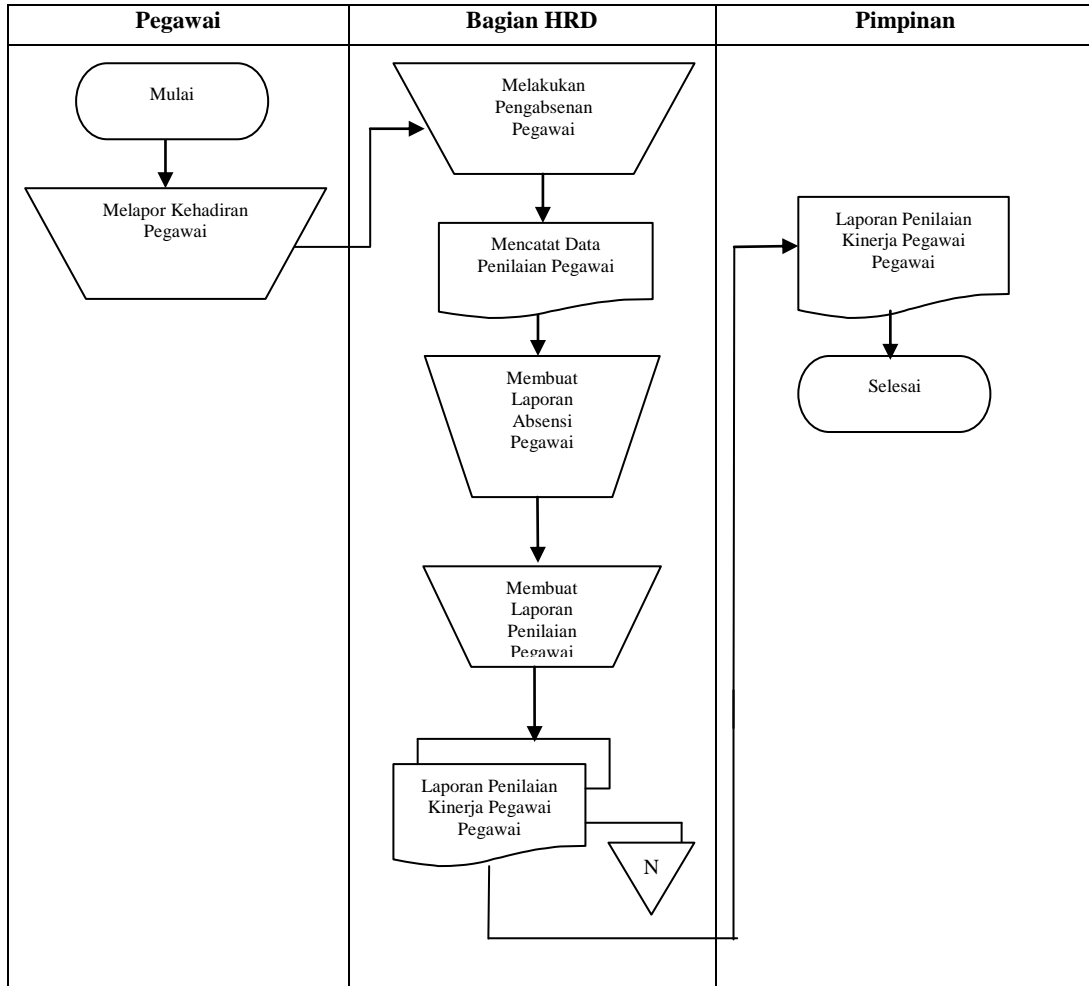 Pegawai
Bagian HRD
Pimpinan
Mulai
Melapor Kehadiran
Pegawai
Melakukan
Pengabsenan
Pegawai
Mencatat Data
Penilaian Pegawai
Membuat
Laporan
Absensi
Pegawai
Membuat
Laporan
Penilaian
Pegawai
Laporan Penilaian
Kinerja Pegawai
Pegawai
N
Laporan Penilaian
Kinerja Pegawai
Pegawai
Selesai